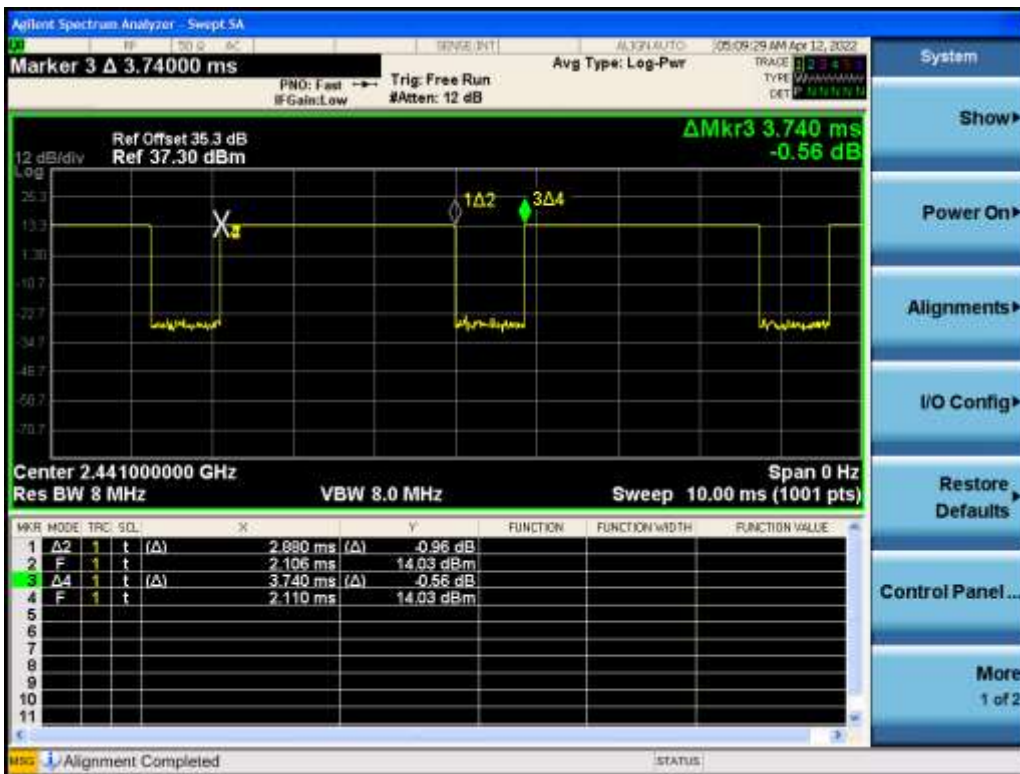 Agilent Spectrum Analyzer - Swept SA
RF 50 Ω AC SENSE:INT ALIGN AUTO 05:09:29 AM Apr 12, 2022
Marker 3 Δ 3.74000 ms
PNO: Fast Trig: Free Run Avg Type: Log-Pwr
IFGain:Low #Atten: 12 dB
TRACE 1 2 3 4 5 6
TYPE
DET P N N N N N
System
ΔMkr3 3.740 ms
-0.56 dB
Ref Offset 35.3 dB
12 dB/div Ref 37.30 dBm
Log
25.3
13.3
1.30
-10.7
-22.7
-34.7
-46.7
-58.7
-70.7
1Δ2
3Δ4
Center 2.441000000 GHz Span 0 Hz
Res BW 8 MHz VBW 8.0 MHz Sweep 10.00 ms (1001 pts)
MKR MODE TRC SCL X Y FUNCTION FUNCTION WIDTH FUNCTION VALUE
1 Δ2 1 t (Δ) 2.880 ms (Δ) -0.96 dB
2 F 1 t 2.106 ms 14.03 dBm
3 Δ4 1 t (Δ) 3.740 ms (Δ) -0.56 dB
4 F 1 t 2.110 ms 14.03 dBm
5
6
7
8
9
10
11
MSG Alignment Completed STATUS
Show
Power On
Alignments
I/O Config
Restore
Defaults
Control Panel...
More
1 of 2